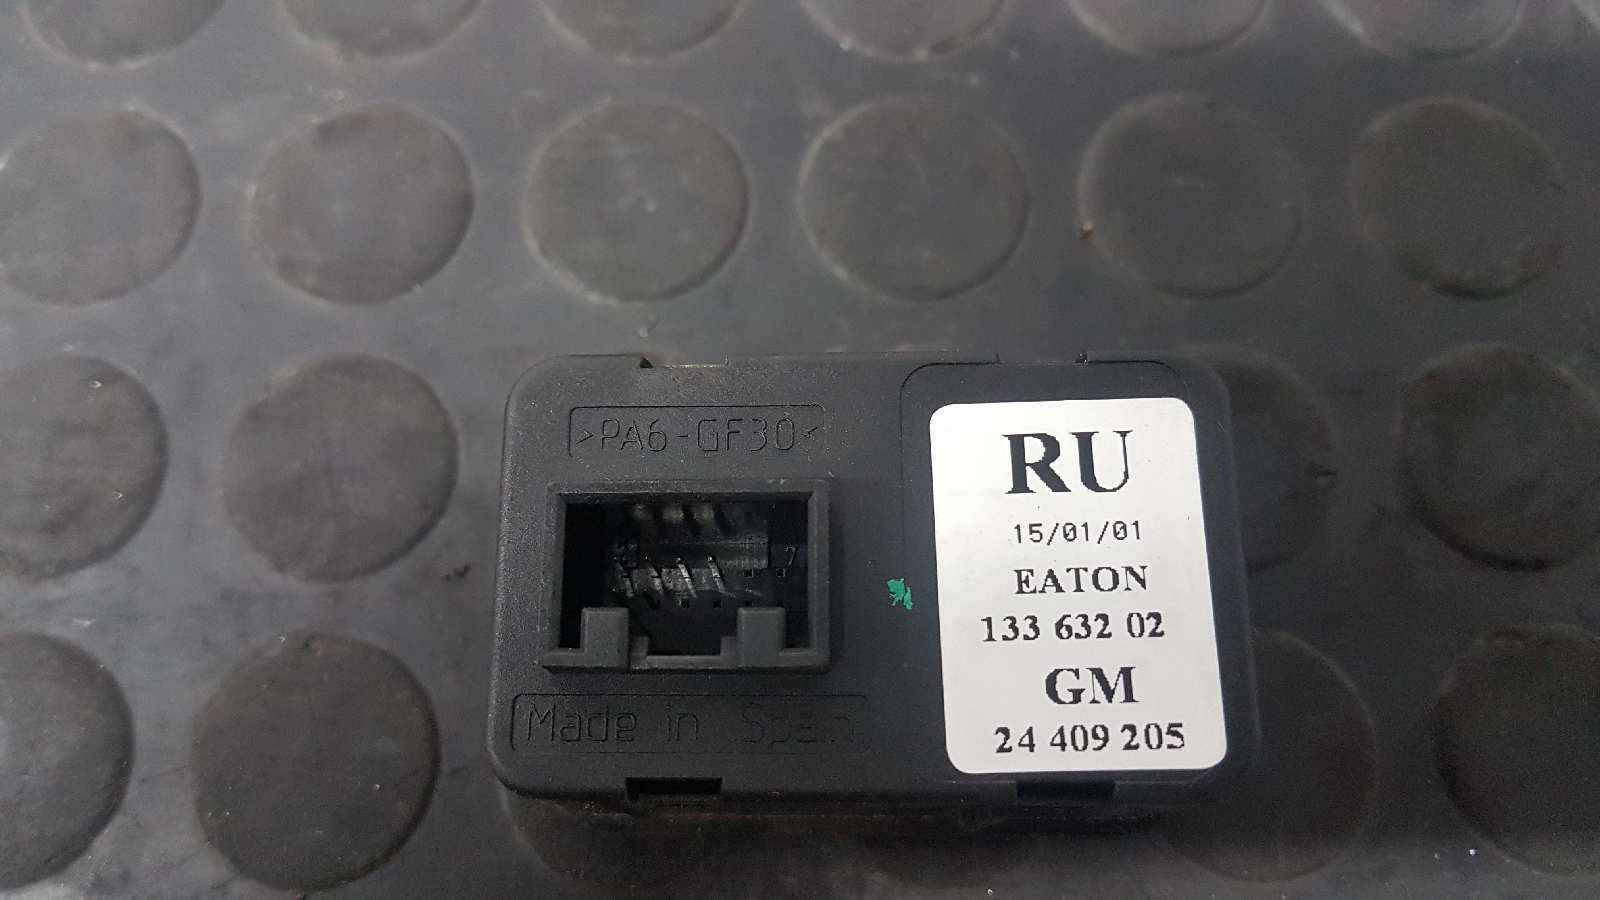 >PA6-GF30<
Made in Spain
RU
15/01/01
EATON
133 632 02
GM
24 409 205